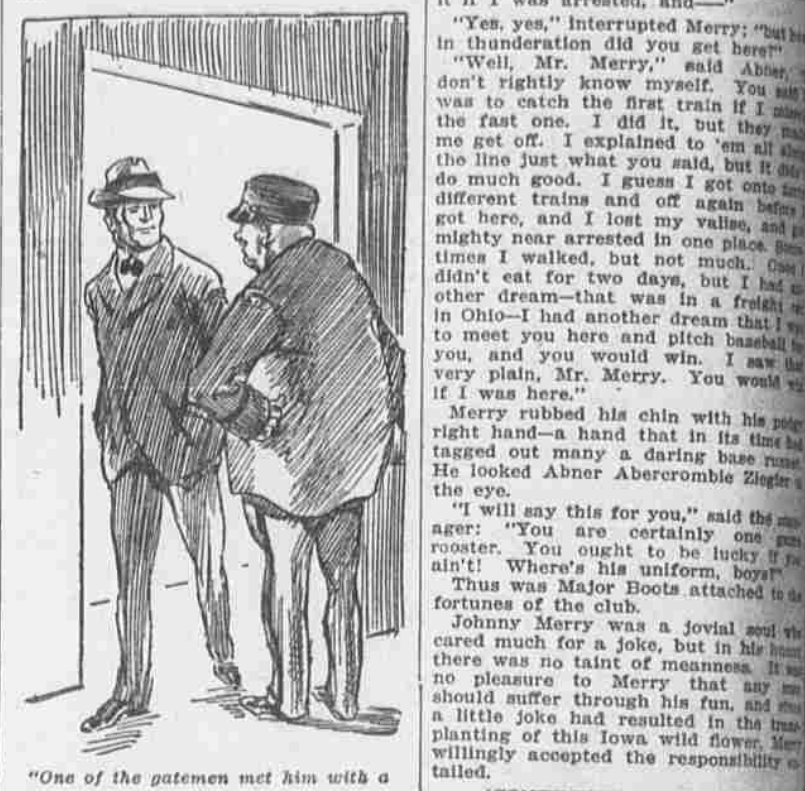 "One of the gatemen met him with a
it if I was arrested, and—"
"Yes, yes," interrupted Merry; "but
in thunderation did you get here?"
"Well, Mr. Merry," said Abner,
don't rightly know myself. You said
was to catch the first train if I
the fast one. I did it, but they
me get off. I explained to 'em all
the line just what you said, but it
do much good. I guess I got onto
different trains and off again before
got here, and I lost my valise, and
mighty near arrested in one place.
times I walked, but not much.
didn't eat for two days, but I had
other dream—that was in a freight
in Ohio—I had another dream that I
to meet you here and pitch baseball
you, and you would win. I saw
very plain, Mr. Merry. You would
if I was here."
Merry rubbed his chin with his
right hand—a hand that in its time
tagged out many a daring base
He looked Abner Abercrombie Ziegler
the eye.
"I will say this for you," said the
ager: "You are certainly one
rooster. You ought to be lucky if you
ain't! Where's his uniform, boys?"
Thus was Major Boots attached to the
fortunes of the club.
Johnny Merry was a jovial soul who
cared much for a joke, but in his
there was no taint of meanness. It
no pleasure to Merry that any
should suffer through his fun, and
a little joke had resulted in the
planting of this Iowa wild flower, Merry
willingly accepted the responsibility
tailed.